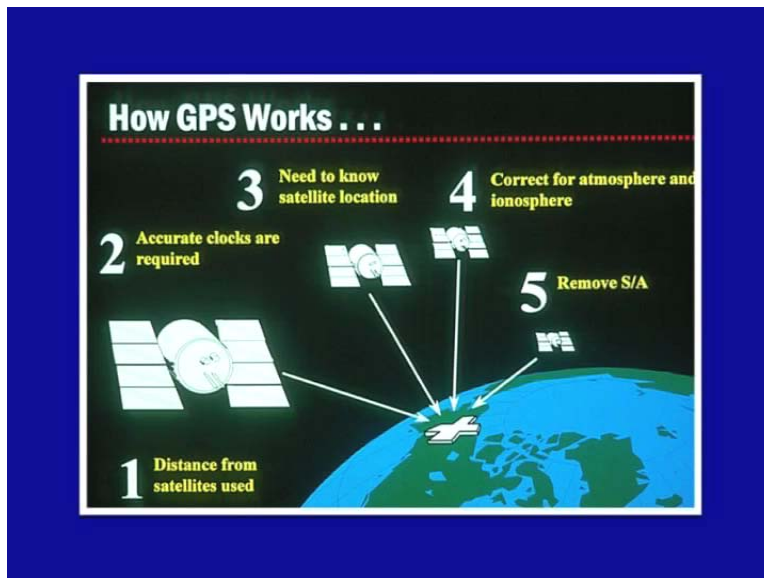 How GPS Works . . .
3 Need to know
satellite location
4 Correct for atmosphere and
ionosphere
2 Accurate clocks are
required
5 Remove S/A
1 Distance from
satellites used